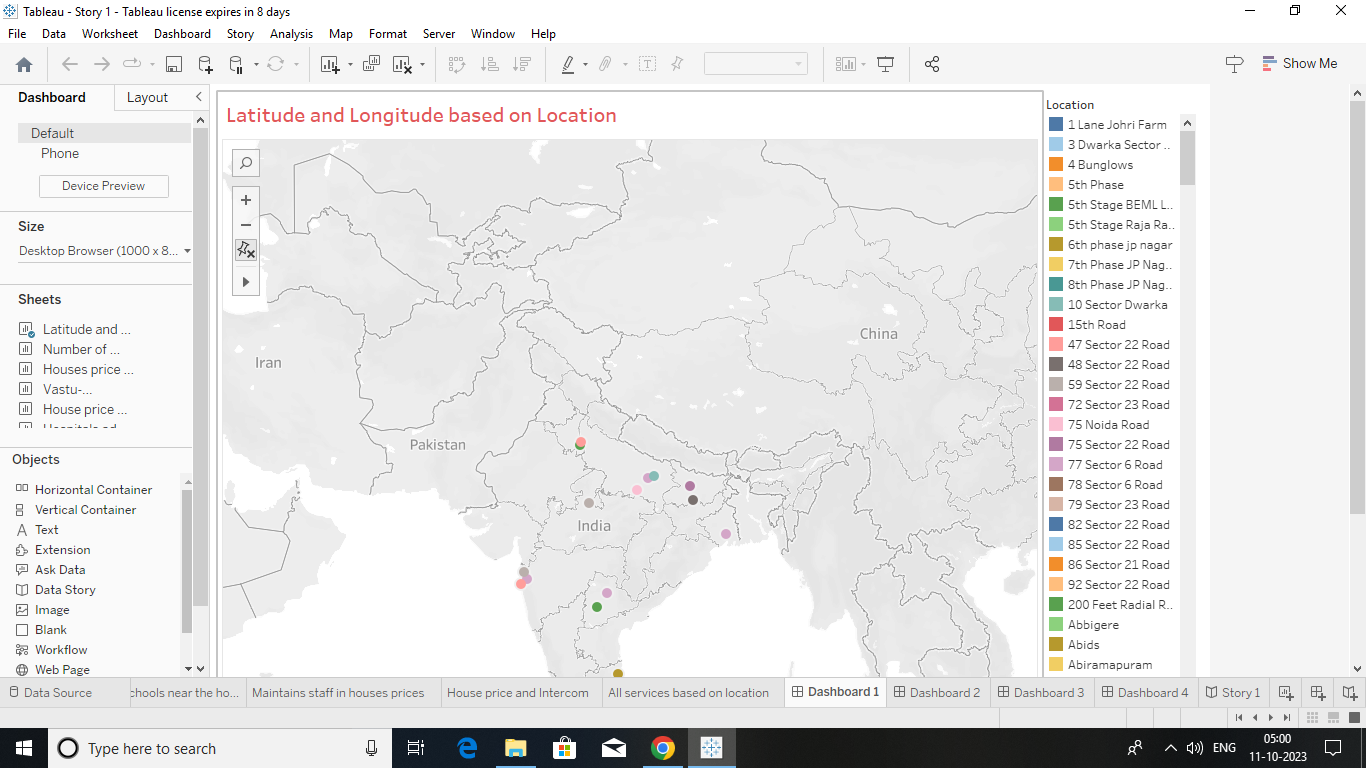 Tableau - Story 1 - Tableau license expires in 8 days
File Data Worksheet Dashboard Story Analysis Map Format Server Window Help
Show Me
Dashboard Layout
Default
Phone
Device Preview
Size
Desktop Browser (1000 x 8...
Sheets
Latitude and ...
Number of ...
Houses price ...
Vastu-...
House price ...
Objects
Horizontal Container
Vertical Container
Text
Extension
Ask Data
Data Story
Image
Blank
Workflow
Web Page
Latitude and Longitude based on Location
Iran
China
Pakistan
India
Location
1 Lane Johri Farm
3 Dwarka Sector ..
4 Bunglows
5th Phase
5th Stage BEML L..
5th Stage Raja Ra..
6th phase jp nagar
7th Phase JP Nag..
8th Phase JP Nag..
10 Sector Dwarka
15th Road
47 Sector 22 Road
48 Sector 22 Road
59 Sector 22 Road
72 Sector 23 Road
75 Noida Road
75 Sector 22 Road
77 Sector 6 Road
78 Sector 6 Road
79 Sector 23 Road
82 Sector 22 Road
85 Sector 22 Road
86 Sector 21 Road
92 Sector 22 Road
200 Feet Radial R..
Abbigere
Abids
Abiramapuram
Data Source chools near the ho... Maintains staff in houses prices House price and Intercom All services based on location Dashboard 1 Dashboard 2 Dashboard 3 Dashboard 4 Story 1
Type here to search
ENG
05:00
11-10-2023